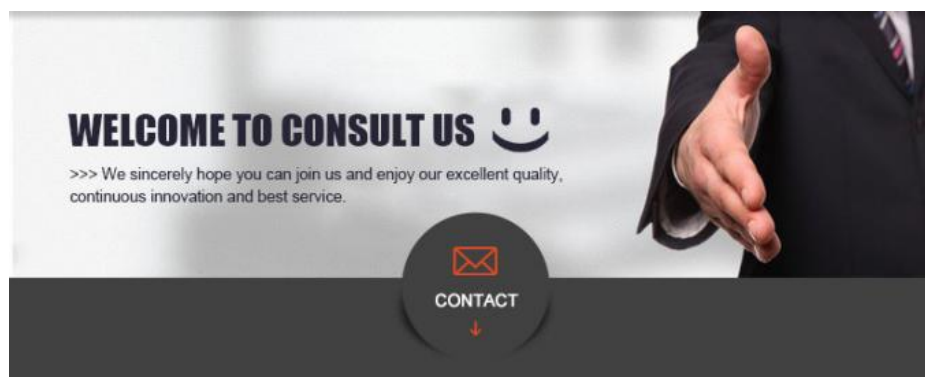 WELCOME TO CONSULT US
>>> We sincerely hope you can join us and enjoy our excellent quality,
continuous innovation and best service.
CONTACT